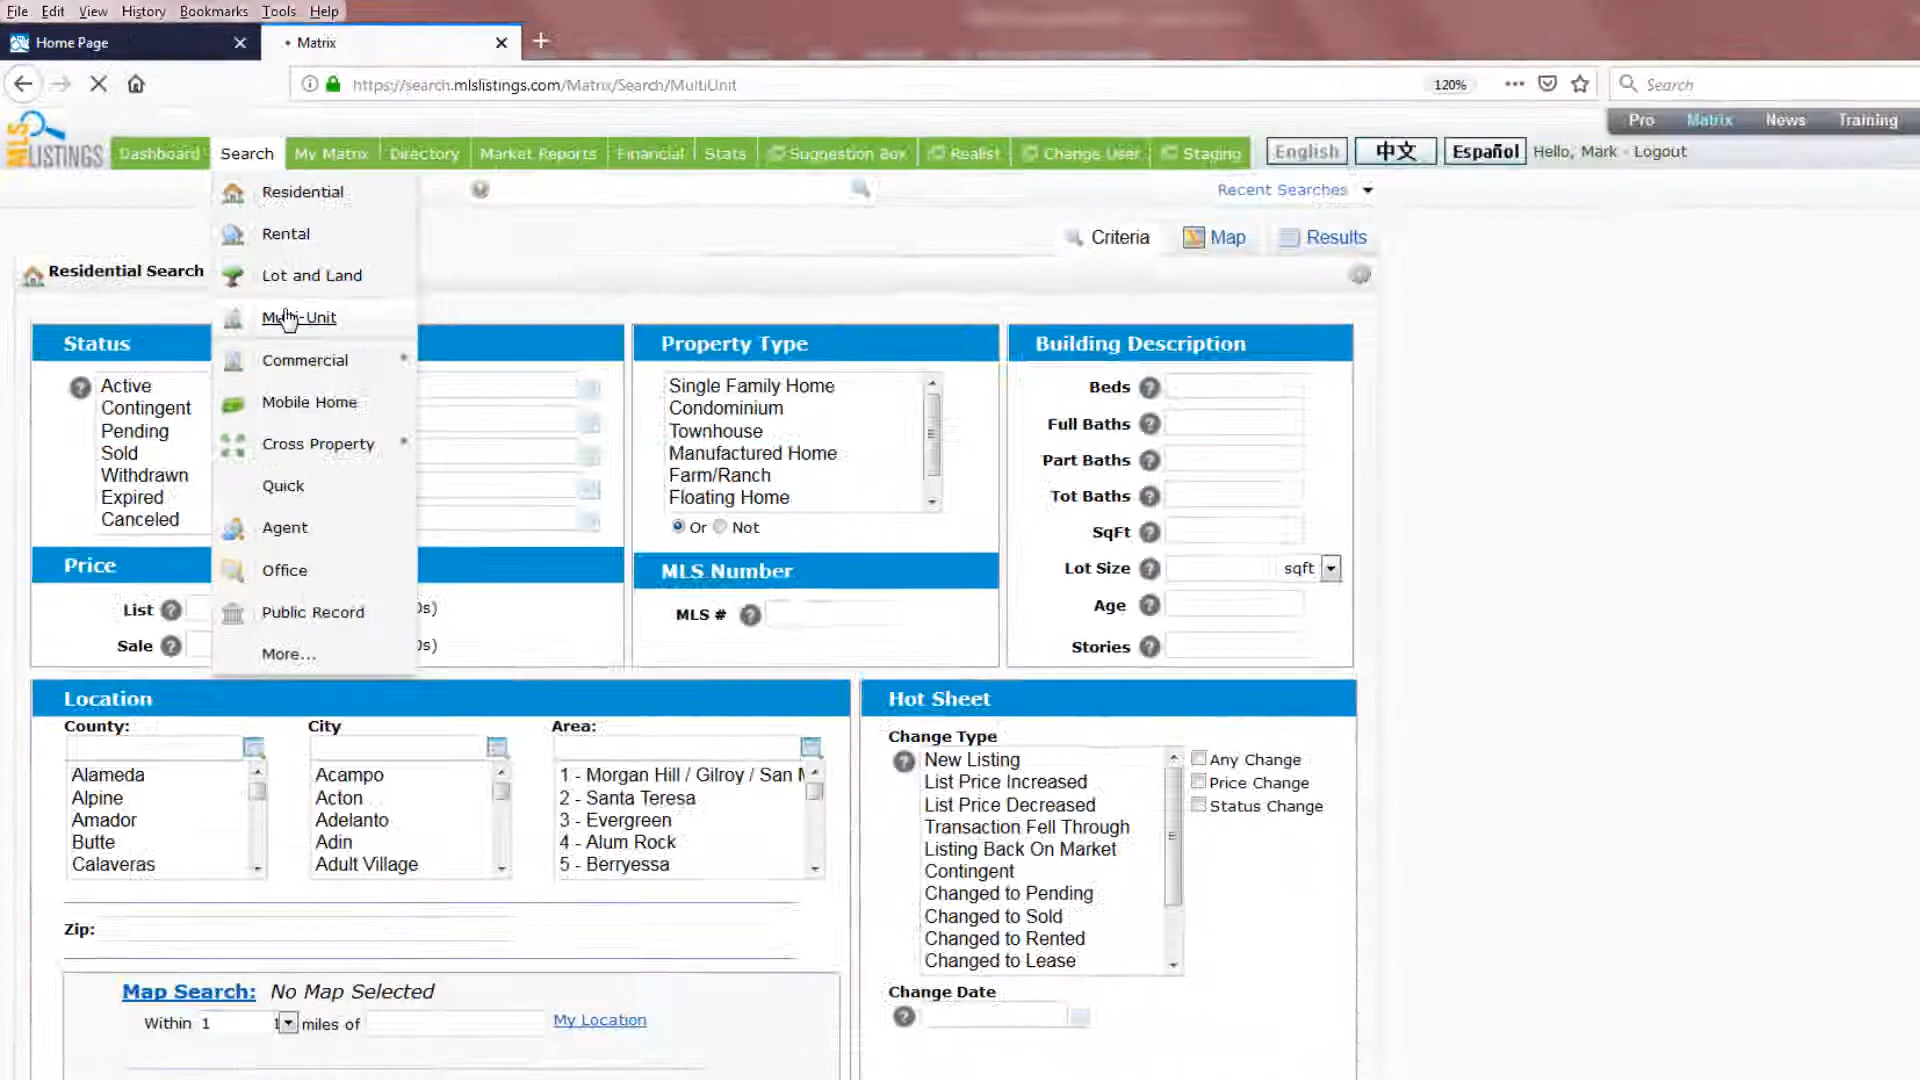 File Edit View History Bookmarks Tools Help
Home Page
• Matrix
https://search.mlslistings.com/Matrix/Search/MultiUnit
120%
Search
Pro Matrix News Training
MLS LISTINGS
Dashboard Search My Matrix Directory Market Reports Financial Stats Suggestion Box Realist Change User Staging
English 中文 Español Hello, Mark - Logout
Residential
Rental
Lot and Land
Multi-Unit
Commercial
Mobile Home
Cross Property
Quick
Agent
Office
Public Record
More...
Recent Searches
Criteria Map Results
Residential Search
Status
Active
Contingent
Pending
Sold
Withdrawn
Expired
Canceled
Price
List 0s)
Sale 0s)
Property Type
Single Family Home
Condominium
Townhouse
Manufactured Home
Farm/Ranch
Floating Home
Or Not
MLS Number
MLS #
Building Description
Beds
Full Baths
Part Baths
Tot Baths
SqFt
Lot Size sqft
Age
Stories
Location
County:
Alameda
Alpine
Amador
Butte
Calaveras
City
Acampo
Acton
Adelanto
Adin
Adult Village
Area:
1 - Morgan Hill / Gilroy / San M
2 - Santa Teresa
3 - Evergreen
4 - Alum Rock
5 - Berryessa
Zip:
Map Search: No Map Selected
Within 1 miles of My Location
Hot Sheet
Change Type
New Listing
List Price Increased
List Price Decreased
Transaction Fell Through
Listing Back On Market
Contingent
Changed to Pending
Changed to Sold
Changed to Rented
Changed to Lease
Any Change
Price Change
Status Change
Change Date